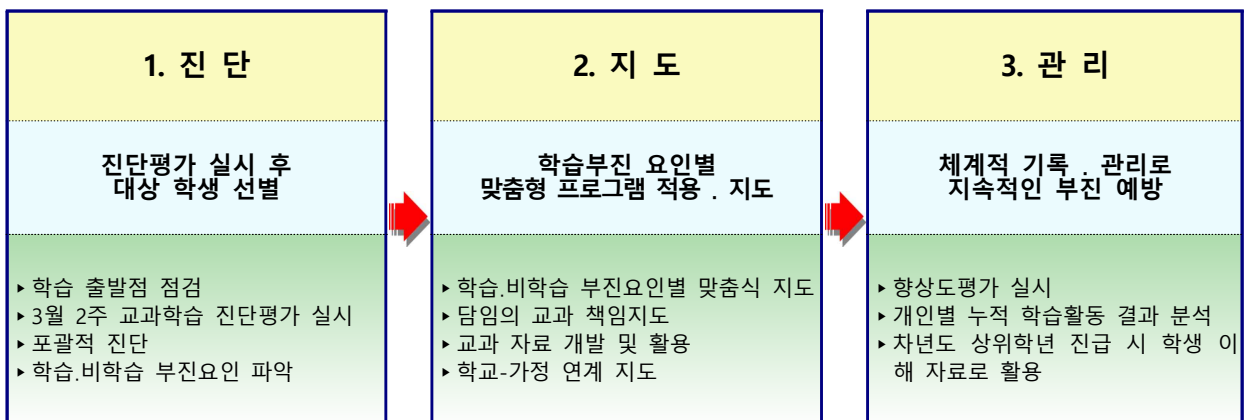 1. 진 단
진단평가 실시 후
대상 학생 선별
▸학습 출발점 점검
▸3월 2주 교과학습 진단평가 실시
▸포괄적 진단
▸학습.비학습 부진요인 파악
2. 지 도
학습부진 요인별
맞춤형 프로그램 적용 . 지도
▸학습.비학습 부진요인별 맞춤식 지도
▸담임의 교과 책임지도
▸교과 자료 개발 및 활용
▸학교-가정 연계 지도
3. 관 리
체계적 기록 . 관리로
지속적인 부진 예방
▸향상도평가 실시
▸개인별 누적 학습활동 결과 분석
▸차년도 상위학년 진급 시 학생 이
해 자료로 활용